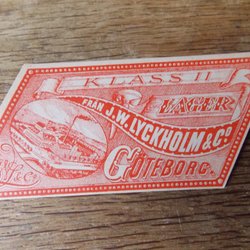 KLASS II
LAGER
FRÅN J.W. LYCKHOLM & Cº
GÖTEBORG.